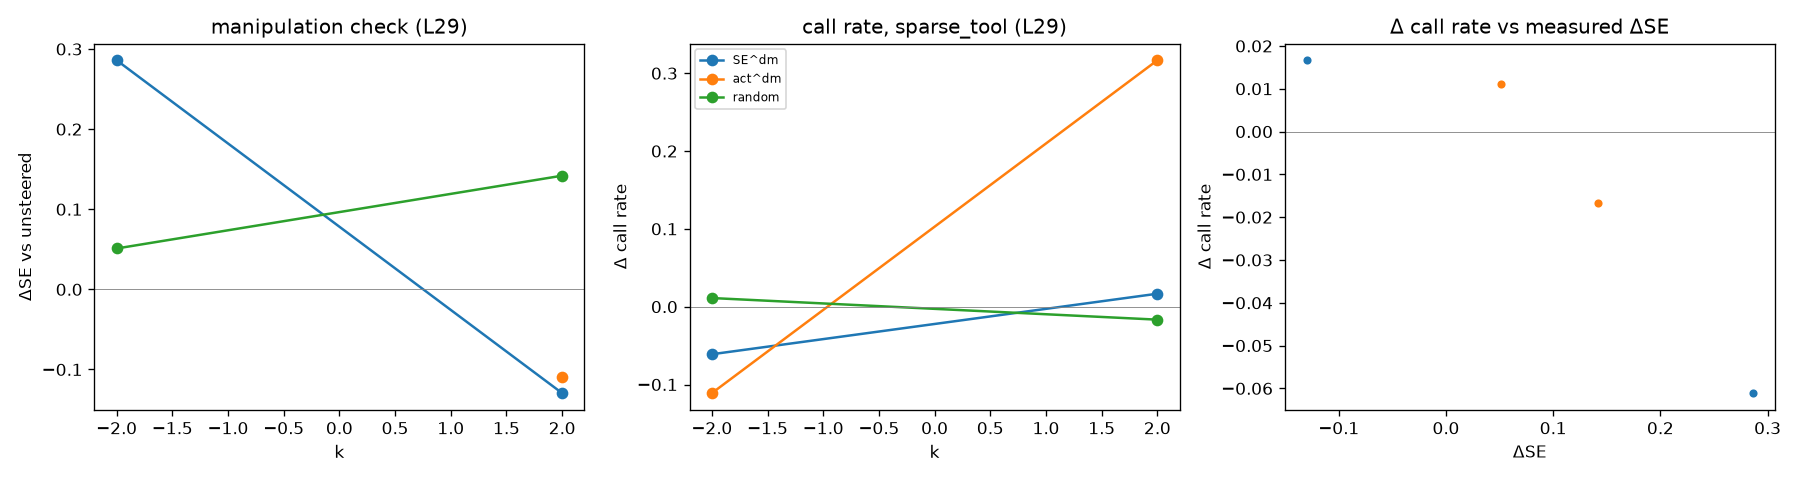 manipulation check (L29)
0.3
0.2
0.1
0.0
−0.1
ΔSE vs unsteered
−2.0 −1.5 −1.0 −0.5 0.0 0.5 1.0 1.5 2.0
k
call rate, sparse_tool (L29)
SE^dm
act^dm
random
0.3
0.2
0.1
0.0
−0.1
Δ call rate
−2.0 −1.5 −1.0 −0.5 0.0 0.5 1.0 1.5 2.0
k
Δ call rate vs measured ΔSE
0.02
0.01
0.00
−0.01
−0.02
−0.03
−0.04
−0.05
−0.06
Δ call rate
−0.1 0.0 0.1 0.2 0.3
ΔSE